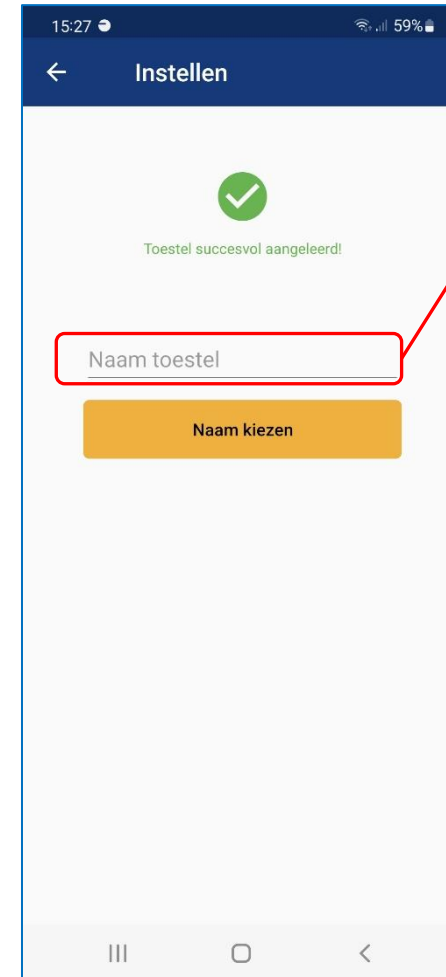 15:27 59%
Instellen
Toestel succesvol aangeleerd!
Naam toestel
Naam kiezen